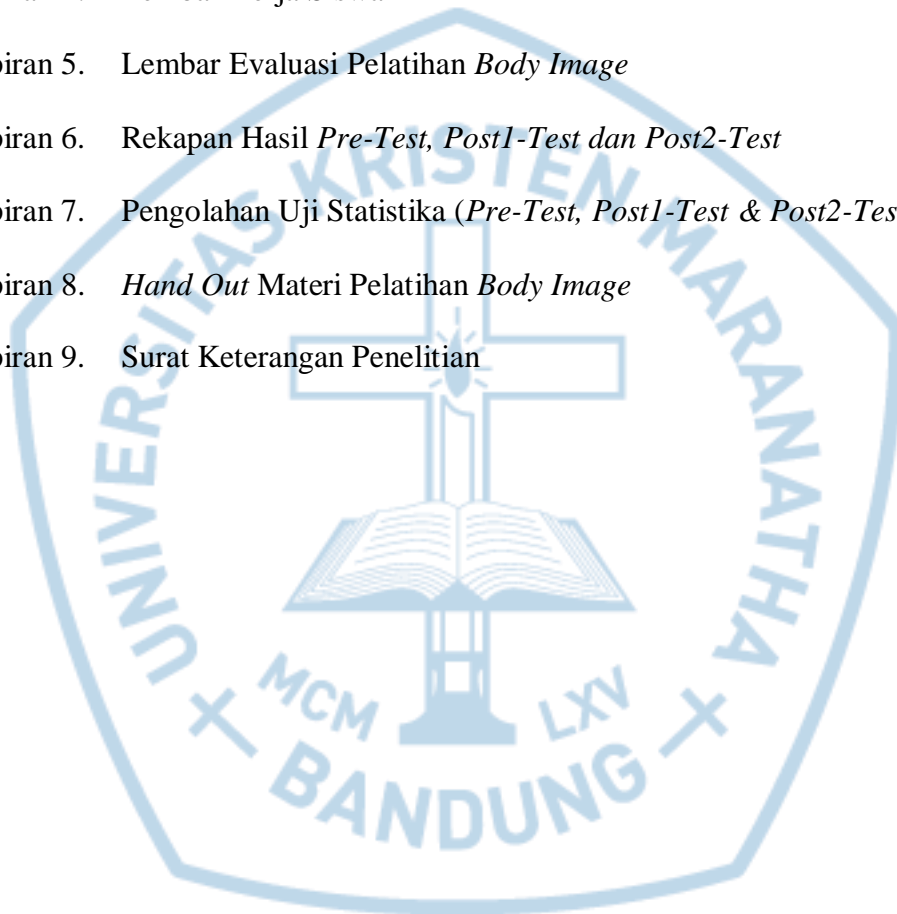 piran 5. Lembar Evaluasi Pelatihan Body Image
piran 6. Rekapan Hasil Pre-Test, Post1-Test dan Post2-Test
piran 7. Pengolahan Uji Statistika (Pre-Test, Post1-Test & Post2-Tes
piran 8. Hand Out Materi Pelatihan Body Image
piran 9. Surat Keterangan Penelitian
UNIVERSITAS KRISTEN MARANATHA
MCM LXV
BANDUNG